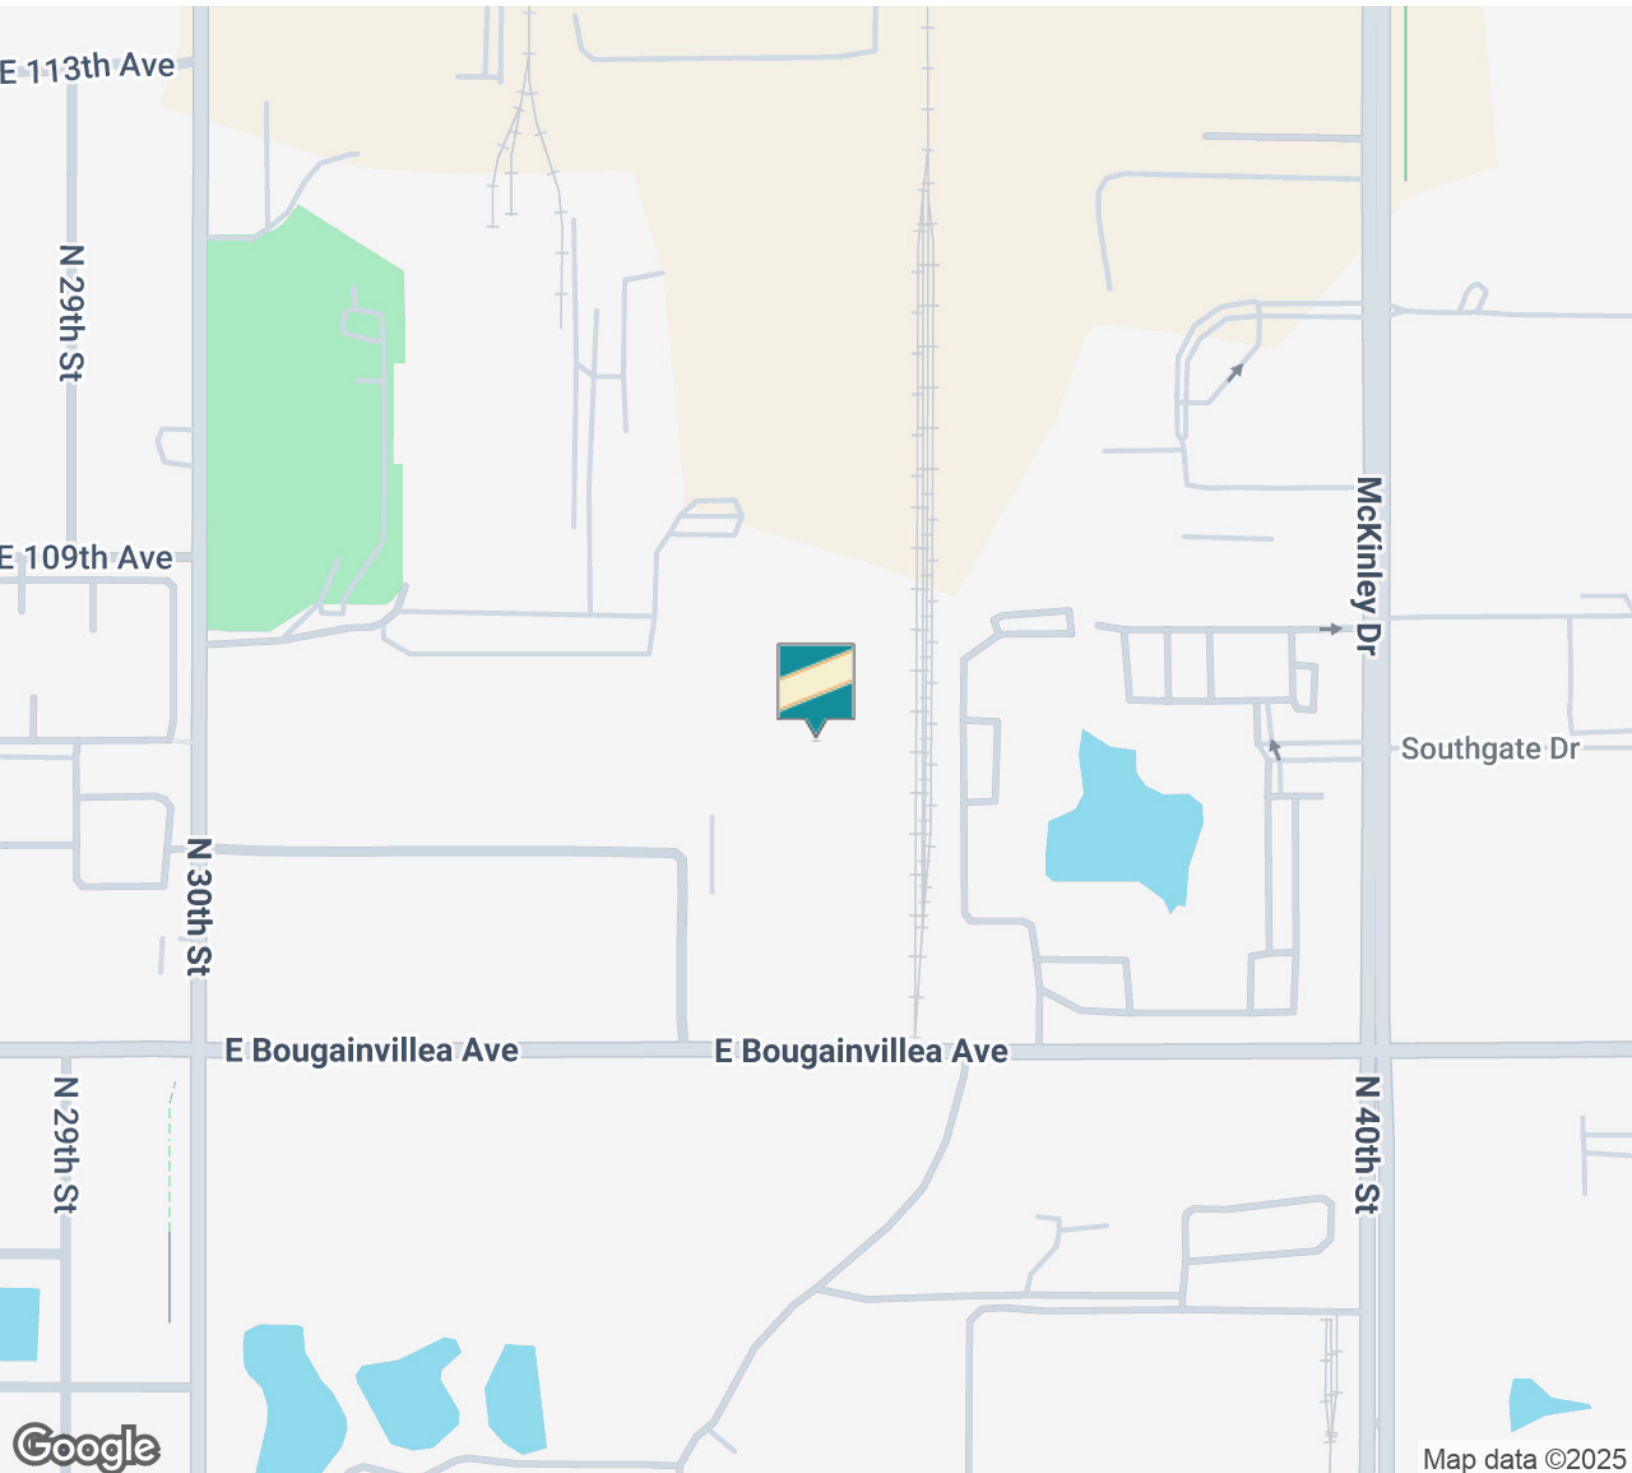 E 113th Ave
N 29th St
McKinley Dr
E 109th Ave
Southgate Dr
N 30th St
E Bougainvillea Ave
E Bougainvillea Ave
N 29th St
N 40th St
Google
Map data ©2025